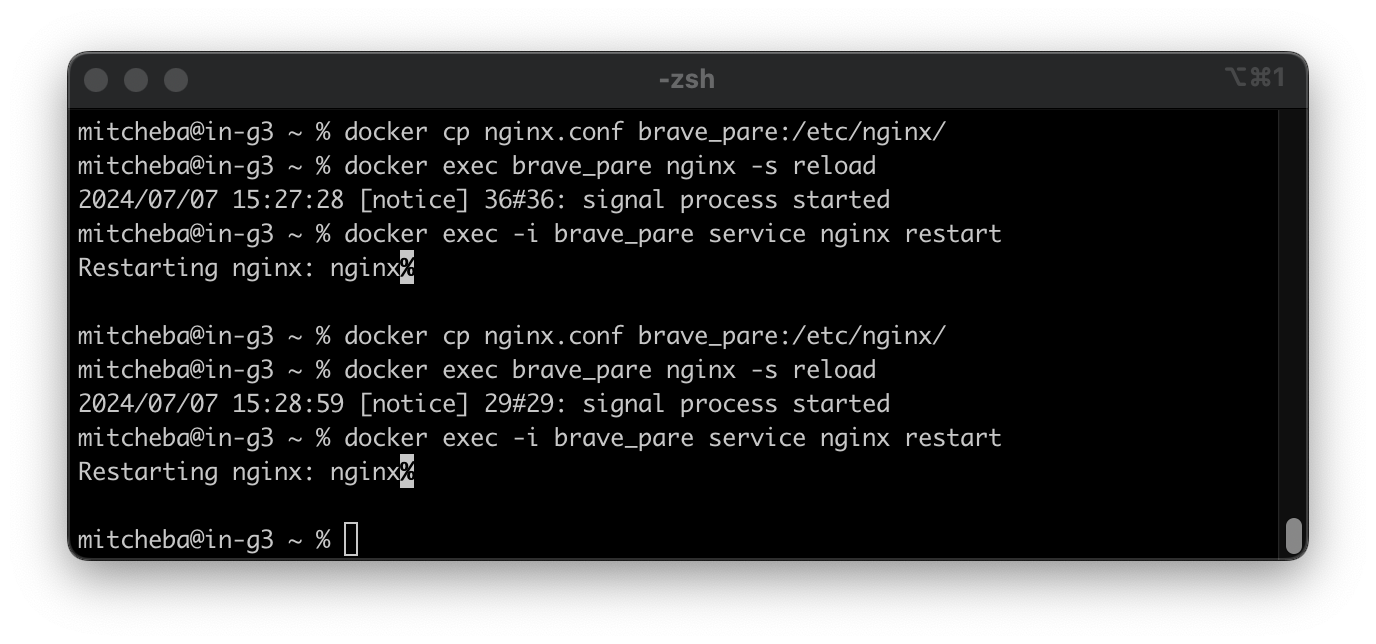 -zsh
⌥⌘1
mitcheba@in-g3 ~ % docker cp nginx.conf brave_pare:/etc/nginx/
mitcheba@in-g3 ~ % docker exec brave_pare nginx -s reload
2024/07/07 15:27:28 [notice] 36#36: signal process started
mitcheba@in-g3 ~ % docker exec -i brave_pare service nginx restart
Restarting nginx: nginx%
mitcheba@in-g3 ~ % docker cp nginx.conf brave_pare:/etc/nginx/
mitcheba@in-g3 ~ % docker exec brave_pare nginx -s reload
2024/07/07 15:28:59 [notice] 29#29: signal process started
mitcheba@in-g3 ~ % docker exec -i brave_pare service nginx restart
Restarting nginx: nginx%
mitcheba@in-g3 ~ %